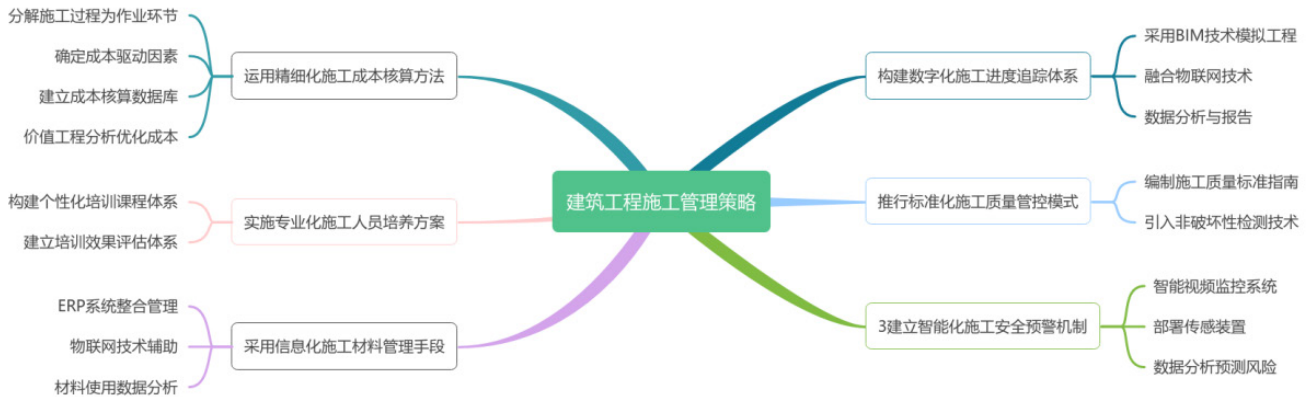 建筑工程施工管理策略
构建数字化施工进度追踪体系
采用BIM技术模拟工程
融合物联网技术
数据分析与报告
推行标准化施工质量管控模式
编制施工质量标准指南
引入非破坏性检测技术
3建立智能化施工安全预警机制
智能视频监控系统
部署传感装置
数据分析预测风险
运用精细化施工成本核算方法
分解施工过程为作业环节
确定成本驱动因素
建立成本核算数据库
价值工程分析优化成本
实施专业化施工人员培养方案
构建个性化培训课程体系
建立培训效果评估体系
采用信息化施工材料管理手段
ERP系统整合管理
物联网技术辅助
材料使用数据分析